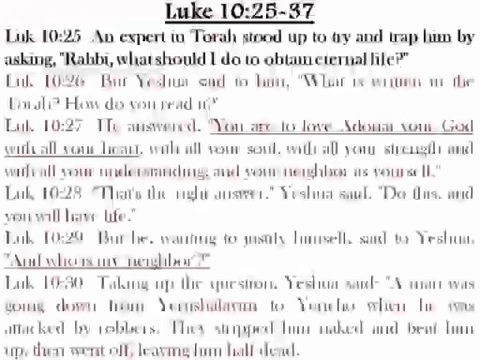 Luke 10:25-37
Luk 10:25 An expert in Torah stood up to try and trap him by
asking, "Rabbi, what should I do to obtain eternal life?"
Luk 10:26 But Yeshua said to him, "What is written in the
Torah? How do you read it?"
Luk 10:27 He answered, "You are to love Adonai your God
with all your heart, with all your soul, with all your strength and
with all your understanding; and your neighbor as yourself."
Luk 10:28 "That's the right answer," Yeshua said. "Do this, and
you will have life."
Luk 10:29 But he, wanting to justify himself, said to Yeshua,
"And who is my 'neighbor'?"
Luk 10:30 Taking up the question, Yeshua said: "A man was
going down from Yerushalayim to Yericho when he was
attacked by robbers. They stripped him naked and beat him
up, then went off, leaving him half dead.